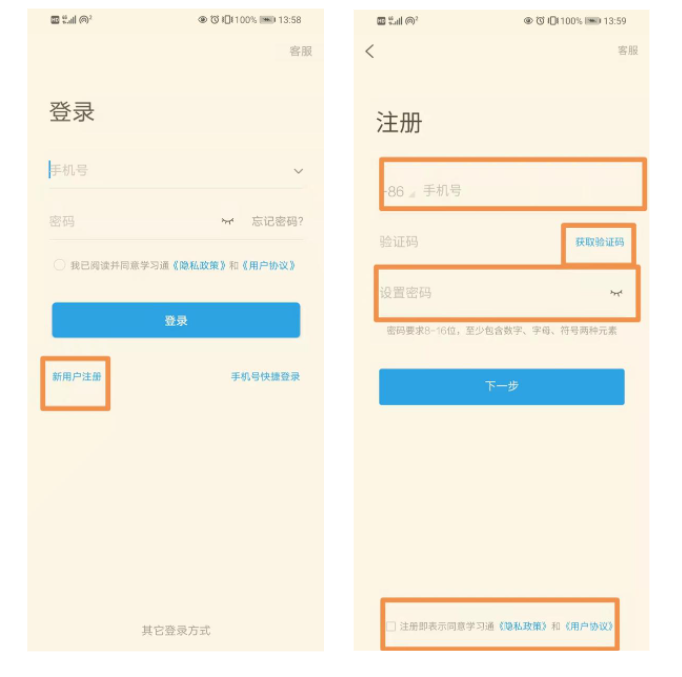 100% 13:58
客服
登录
手机号
密码
忘记密码?
我已阅读并同意学习通《隐私政策》和《用户协议》
登录
新用户注册
手机号快捷登录
其它登录方式
100% 13:59
客服
注册
+86 手机号
验证码
获取验证码
设置密码
密码要求8-16位，至少包含数字、字母、符号两种元素
下一步
注册即表示同意学习通《隐私政策》和《用户协议》